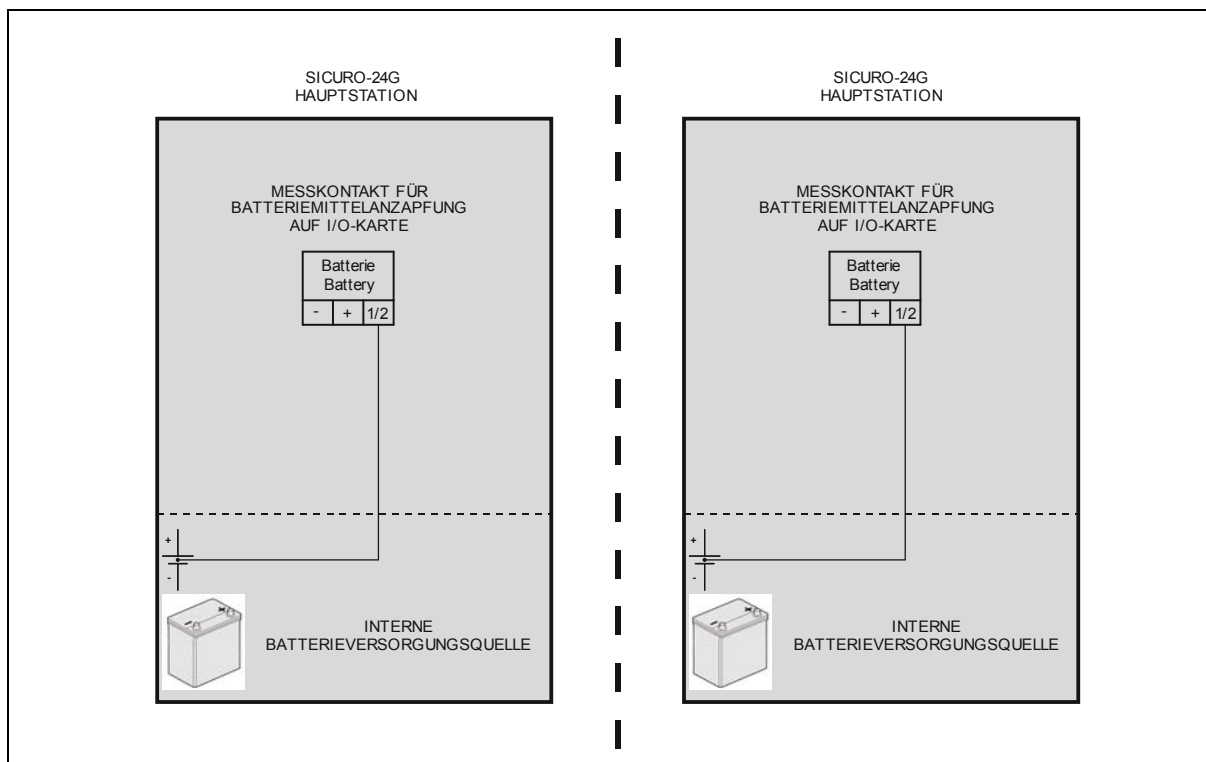 SICURO-24G
HAUPTSTATION
MESSKONTAKT FÜR
BATTERIEMITTELANZAPFUNG
AUF I/O-KARTE
Batterie
Battery
- + 1/2
+
-
INTERNE
BATTERIEVERSORGUNGSQUELLE
SICURO-24G
HAUPTSTATION
MESSKONTAKT FÜR
BATTERIEMITTELANZAPFUNG
AUF I/O-KARTE
Batterie
Battery
- + 1/2
+
-
INTERNE
BATTERIEVERSORGUNGSQUELLE